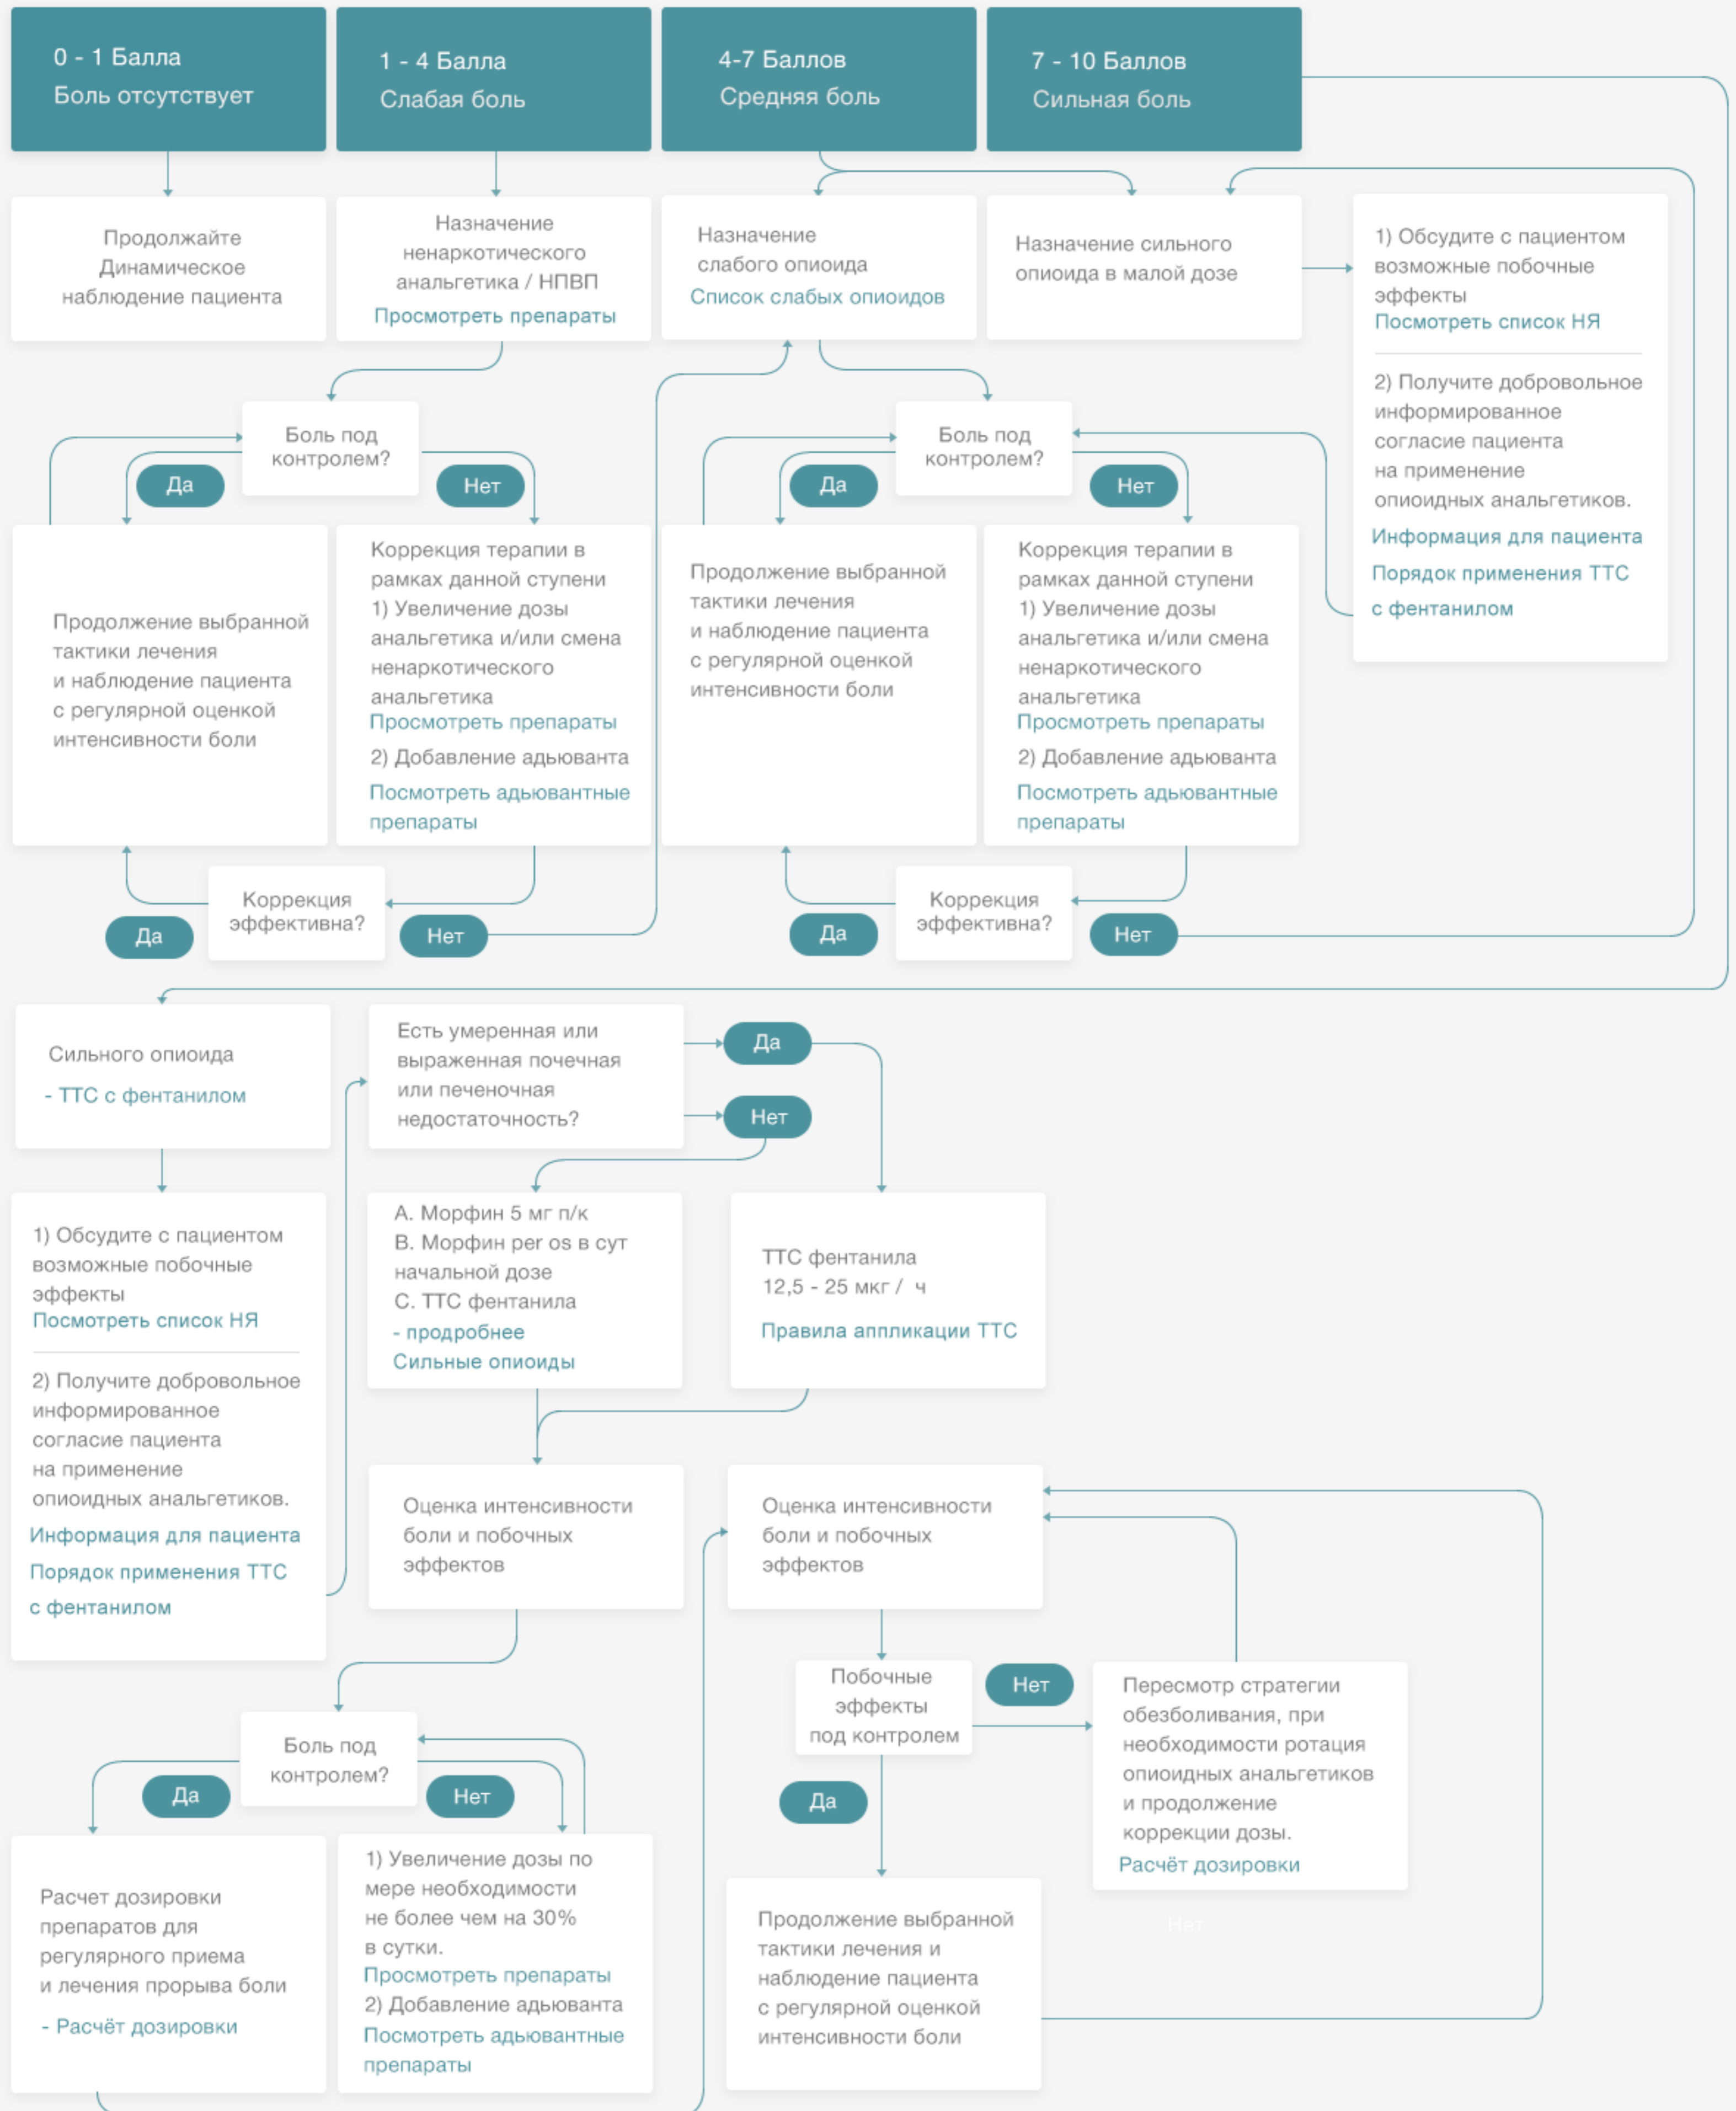 0 - 1 Балла
Боль отсутствует
1 - 4 Балла
Слабая боль
4-7 Баллов
Средняя боль
7 - 10 Баллов
Сильная боль
Продолжайте
Динамическое
наблюдение пациента
Назначение
ненаркотического
анальгетика / НПВП
Просмотреть препараты
Назначение
слабого опиоида
Список слабых опиоидов
Назначение сильного
опиоида в малой дозе
1) Обсудите с пациентом
возможные побочные
эффекты
Посмотреть список НЯ
2) Получите добровольное
информированное
согласие пациента
на применение
опиоидных анальгетиков.
Информация для пациента
Порядок применения ТТС
с фентанилом
Боль под
контролем?
Да
Нет
Продолжение выбранной
тактики лечения
и наблюдение пациента
с регулярной оценкой
интенсивности боли
Коррекция терапии в
рамках данной ступени
1) Увеличение дозы
анальгетика и/или смена
ненаркотического
анальгетика
Просмотреть препараты
2) Добавление адьюванта
Посмотреть адьювантные
препараты
Коррекция
эффективна?
Да
Нет
Боль под
контролем?
Да
Нет
Продолжение выбранной
тактики лечения
и наблюдение пациента
с регулярной оценкой
интенсивности боли
Коррекция терапии в
рамках данной ступени
1) Увеличение дозы
анальгетика и/или смена
ненаркотического
анальгетика
Просмотреть препараты
2) Добавление адьюванта
Посмотреть адьювантные
препараты
Коррекция
эффективна?
Да
Нет
Сильного опиоида
- ТТС с фентанилом
Есть умеренная или
выраженная почечная
или печеночная
недостаточность?
Да
Нет
1) Обсудите с пациентом
возможные побочные
эффекты
Посмотреть список НЯ
2) Получите добровольное
информированное
согласие пациента
на применение
опиоидных анальгетиков.
Информация для пациента
Порядок применения ТТС
с фентанилом
А. Морфин 5 мг п/к
В. Морфин per os в сут
начальной дозе
С. ТТС фентанила
- продробнее
Сильные опиоиды
ТТС фентанила
12,5 - 25 мкг / ч
Правила аппликации ТТС
Оценка интенсивности
боли и побочных
эффектов
Оценка интенсивности
боли и побочных
эффектов
Боль под
контролем?
Да
Нет
Расчет дозировки
препаратов для
регулярного приема
и лечения прорыва боли
- Расчёт дозировки
1) Увеличение дозы по
мере необходимости
не более чем на 30%
в сутки.
Просмотреть препараты
2) Добавление адьюванта
Посмотреть адьювантные
препараты
Побочные
эффекты
под контролем
Нет
Да
Пересмотр стратегии
обезболивания, при
необходимости ротация
опиоидных анальгетиков
и продолжение
коррекции дозы.
Расчёт дозировки
Нет
Продолжение выбранной
тактики лечения и
наблюдение пациента
с регулярной оценкой
интенсивности боли